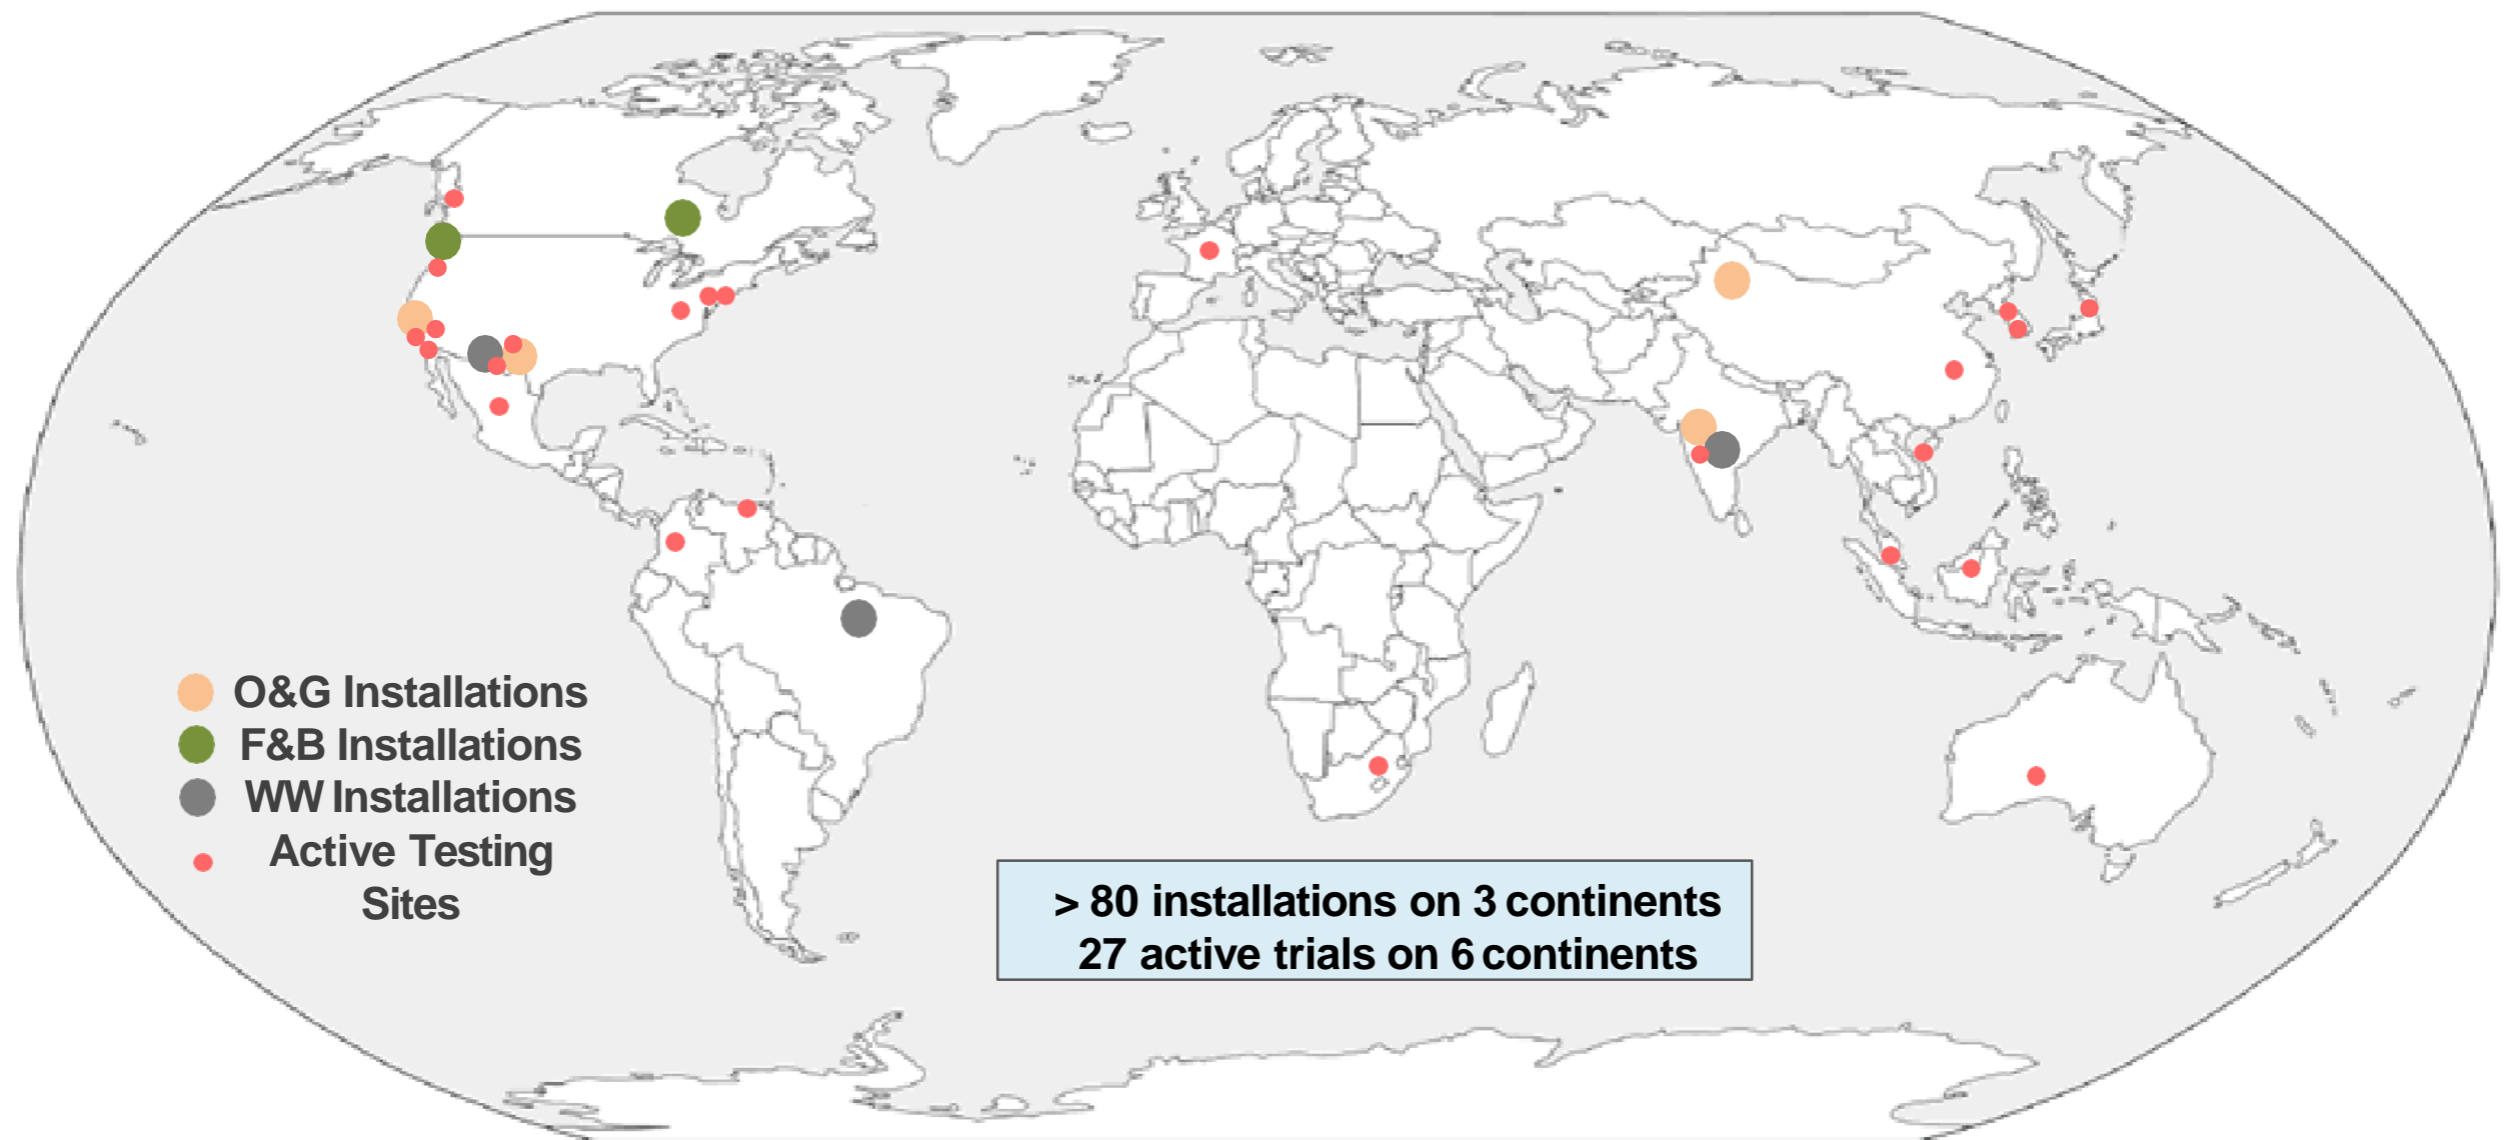 O&G Installations
F&B Installations
WW Installations
Active Testing
Sites
> 80 installations on 3 continents
27 active trials on 6 continents